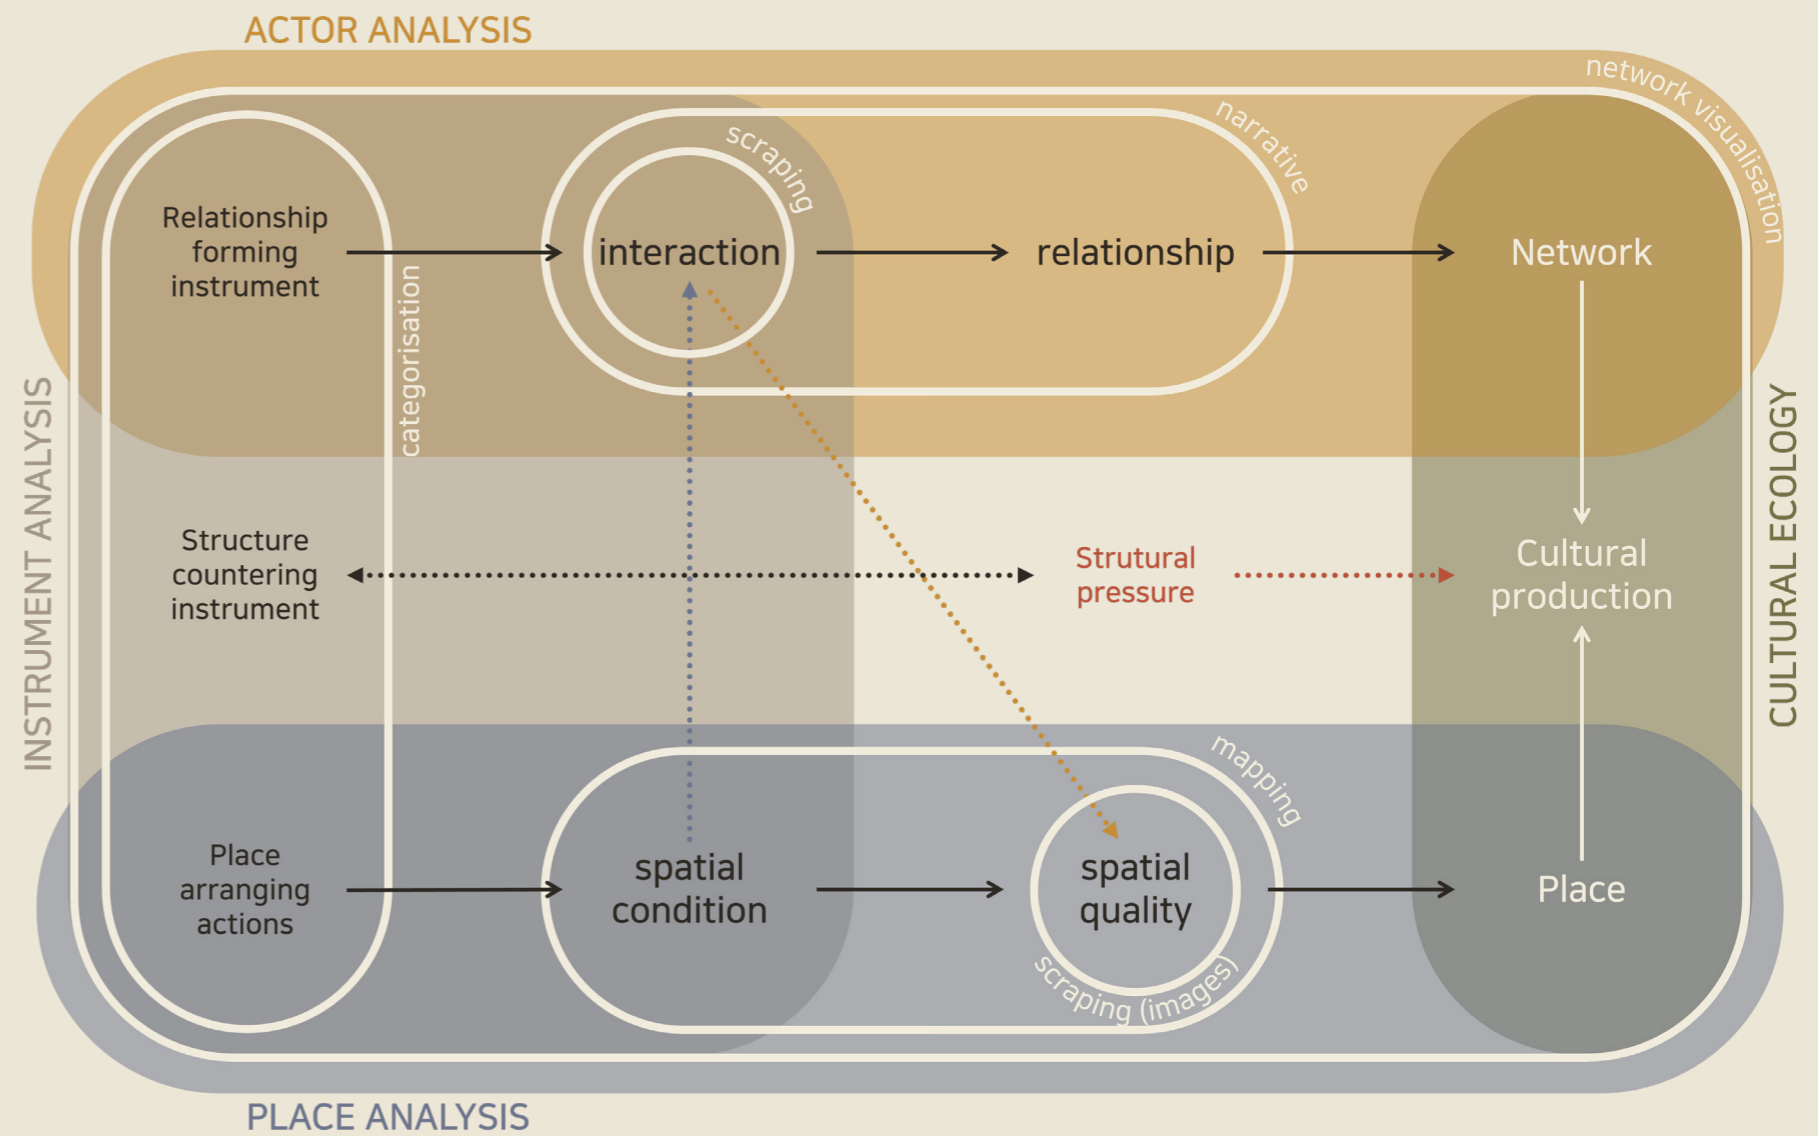 ACTOR ANALYSIS
network visualisation
narrative
scraping
Relationship
forming
instrument
interaction
relationship
Network
categorisation
INSTRUMENT ANALYSIS
CULTURAL ECOLOGY
Structure
countering
instrument
Strutural
pressure
Cultural
production
mapping
Place
arranging
actions
spatial
condition
spatial
quality
Place
scraping (images)
PLACE ANALYSIS